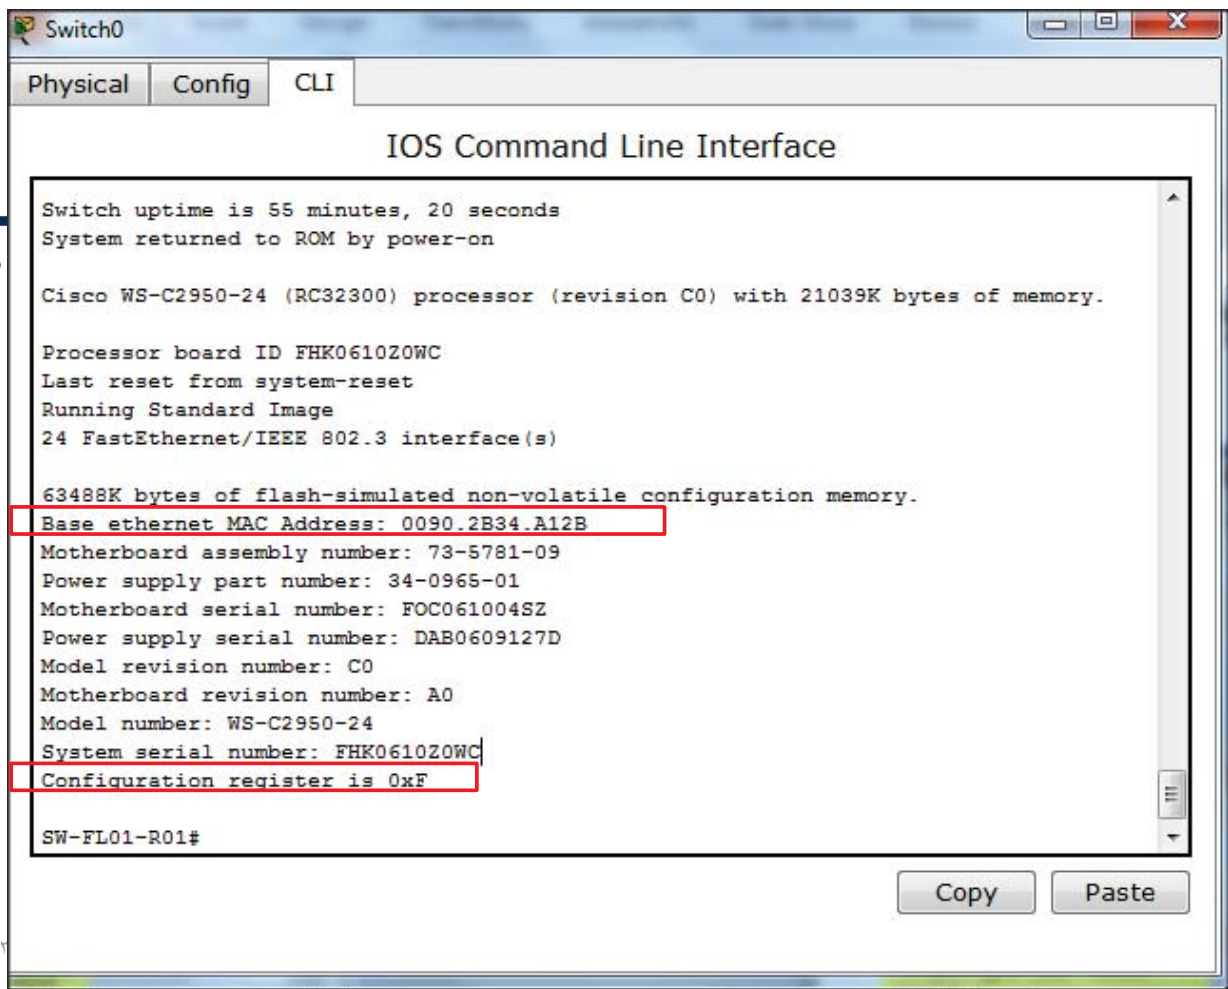 Switch0
Physical Config CLI
IOS Command Line Interface
Switch uptime is 55 minutes, 20 seconds
System returned to ROM by power-on
Cisco WS-C2950-24 (RC32300) processor (revision C0) with 21039K bytes of memory.
Processor board ID FHK0610Z0WC
Last reset from system-reset
Running Standard Image
24 FastEthernet/IEEE 802.3 interface(s)
63488K bytes of flash-simulated non-volatile configuration memory.
Base ethernet MAC Address: 0090.2B34.A12B
Motherboard assembly number: 73-5781-09
Power supply part number: 34-0965-01
Motherboard serial number: FOC061004SZ
Power supply serial number: DAB0609127D
Model revision number: C0
Motherboard revision number: A0
Model number: WS-C2950-24
System serial number: FHK0610Z0WC
Configuration register is 0xF
SW-FL01-R01#
Copy Paste